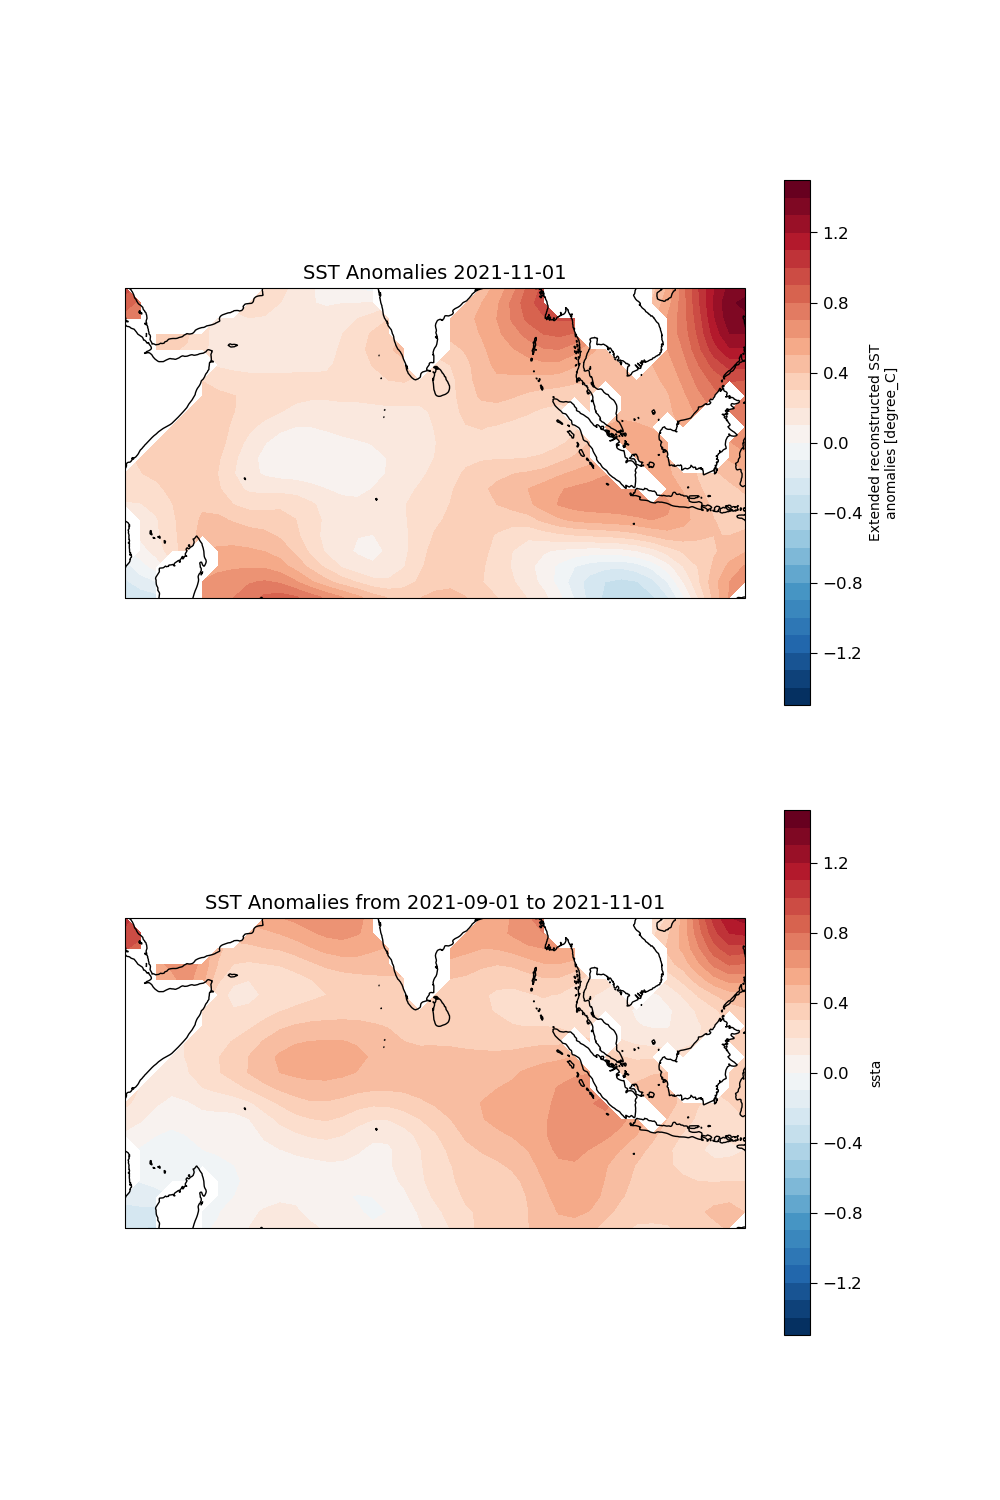 SST Anomalies 2021-11-01
1.2
0.8
0.4
0.0
−0.4
−0.8
−1.2
Extended reconstructed SST
anomalies [degree_C]
SST Anomalies from 2021-09-01 to 2021-11-01
1.2
0.8
0.4
0.0
−0.4
−0.8
−1.2
ssta